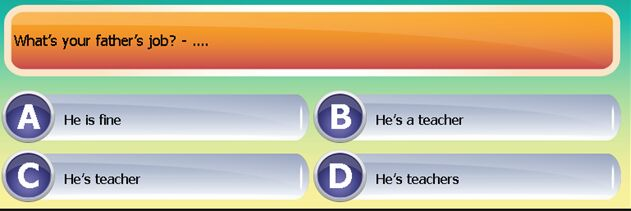 What's your father's job? - ....
A He is fine
B He's a teacher
C He's teacher
D He's teachers